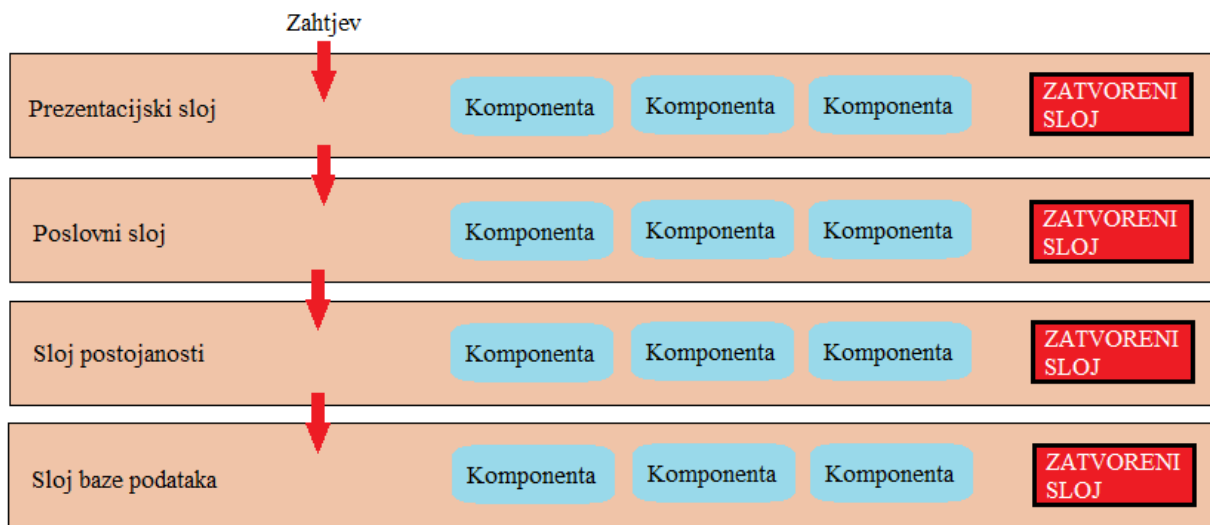 Zahtjev
Prezentacijski sloj
Komponenta
Komponenta
Komponenta
ZATVORENI
SLOJ
Poslovni sloj
Komponenta
Komponenta
Komponenta
ZATVORENI
SLOJ
Sloj postojanosti
Komponenta
Komponenta
Komponenta
ZATVORENI
SLOJ
Sloj baze podataka
Komponenta
Komponenta
Komponenta
ZATVORENI
SLOJ